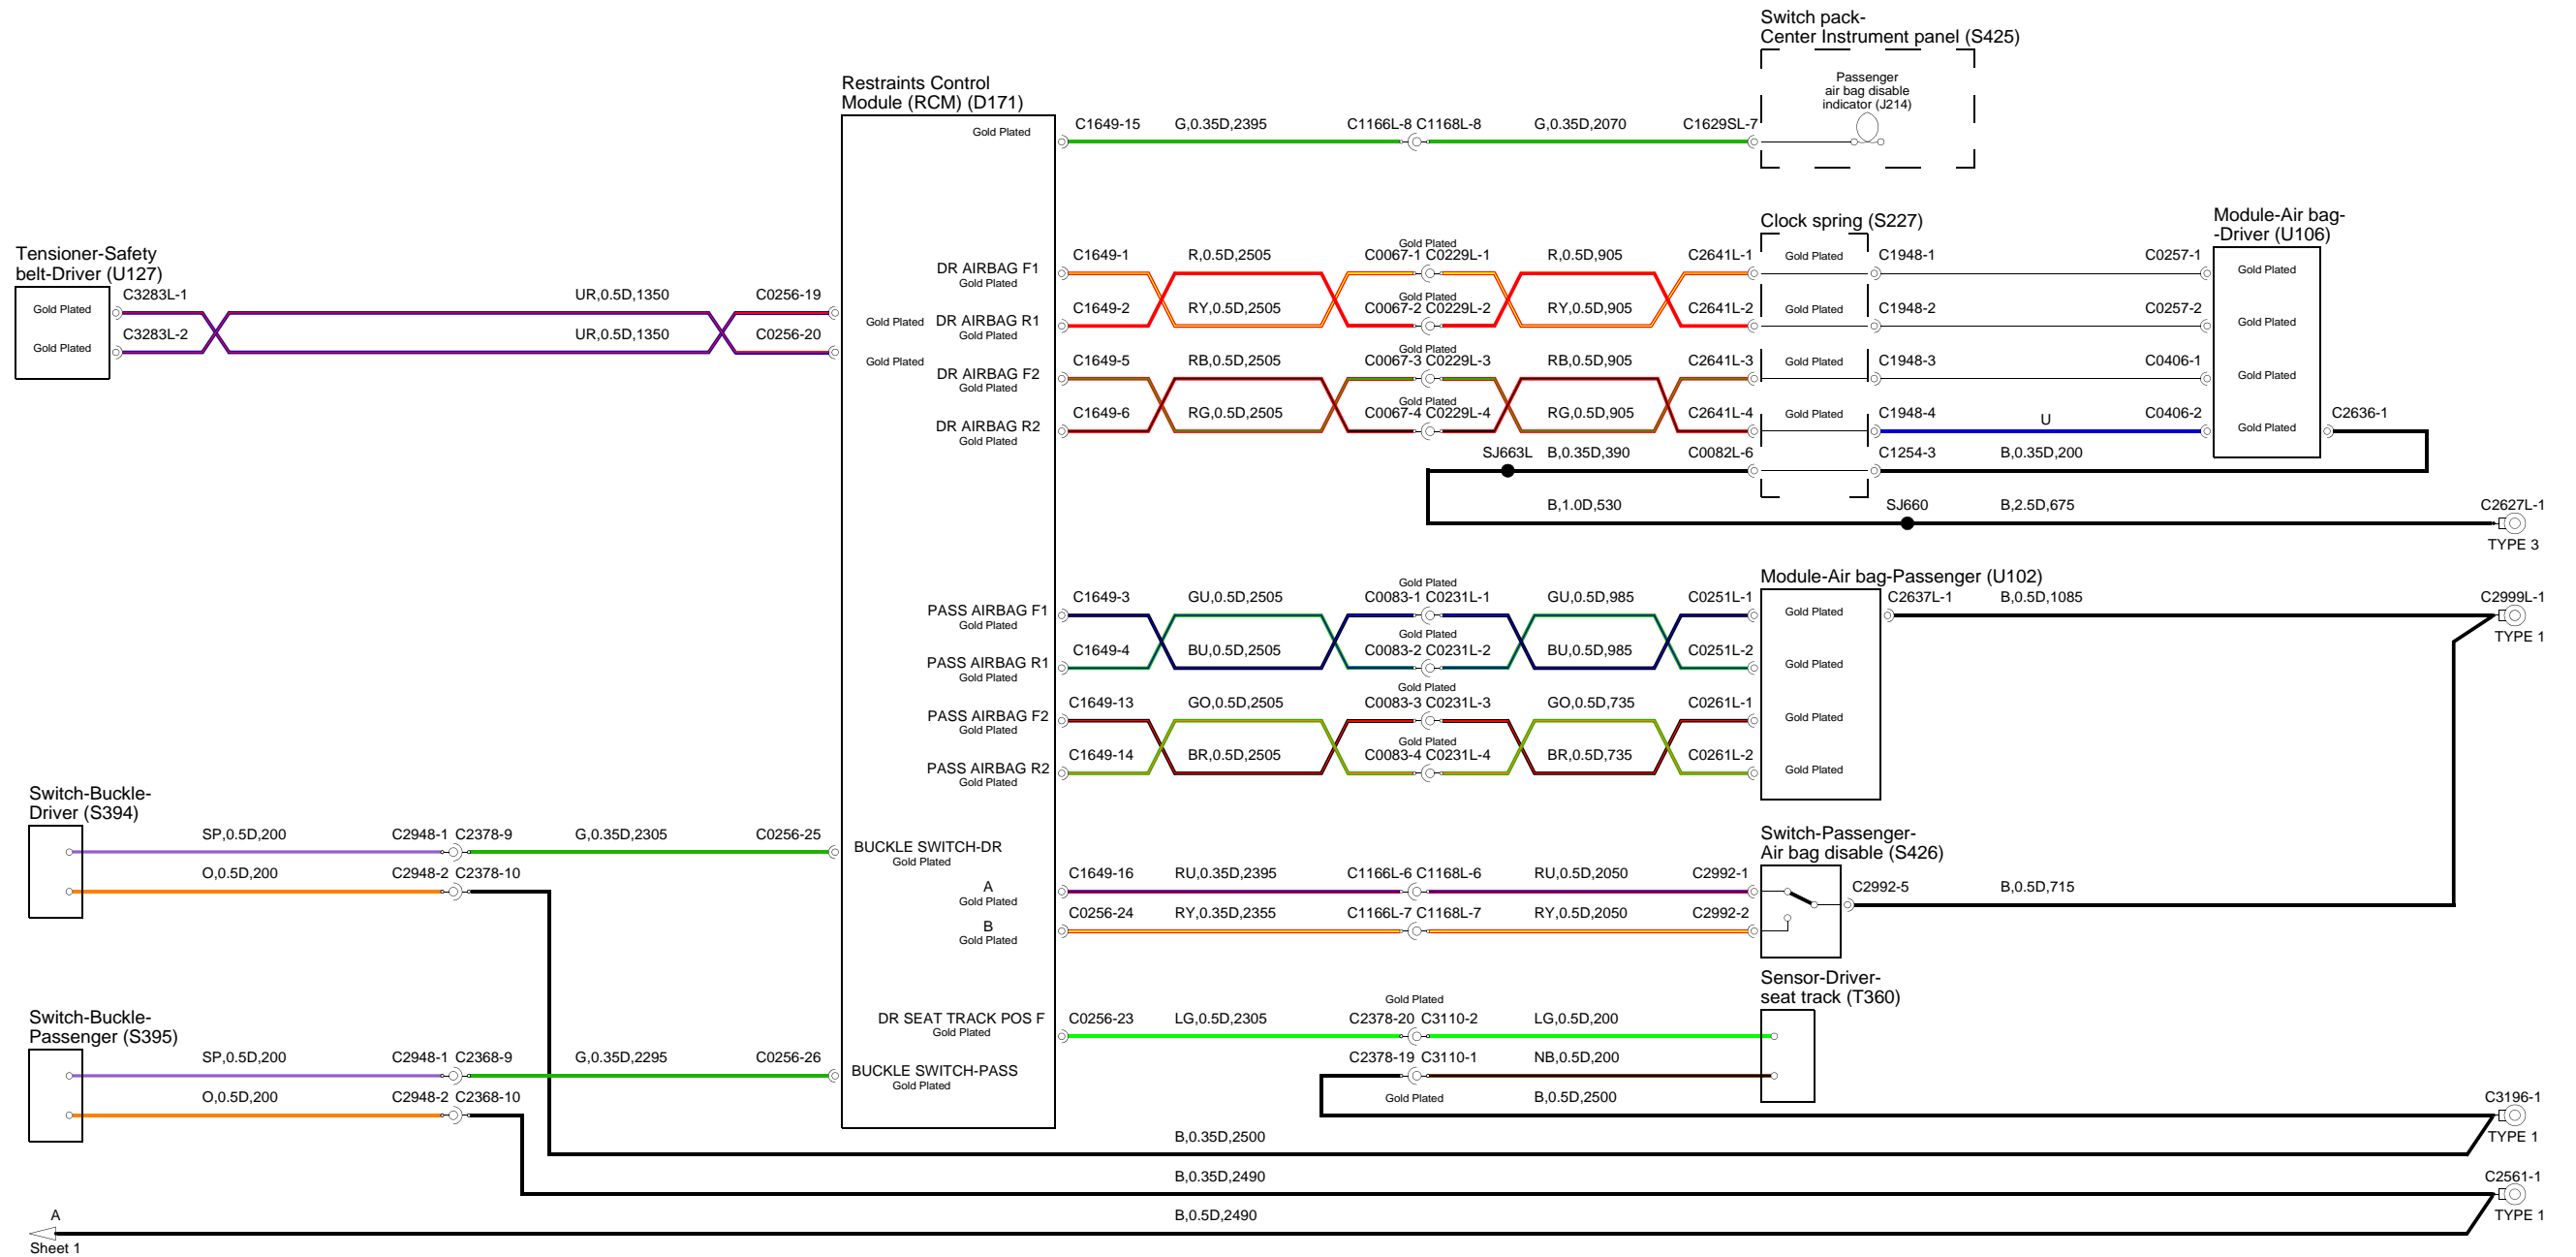 Switch pack-
Center Instrument panel (S425)
Passenger
air bag disable
indicator (J214)
Restraints Control
Module (RCM) (D171)
Gold Plated
C1649-15 G,0.35D,2395 C1166L-8 C1168L-8 G,0.35D,2070 C1629SL-7
Clock spring (S227)
Module-Air bag-
-Driver (U106)
Tensioner-Safety
belt-Driver (U127)
Gold Plated
C3283L-1 UR,0.5D,1350 C0256-19
Gold Plated
C3283L-2 UR,0.5D,1350 C0256-20
Gold Plated
Gold Plated
DR AIRBAG F1
Gold Plated
C1649-1 R,0.5D,2505 C0067-1 C0229L-1 R,0.5D,905 C2641L-1 Gold Plated C1948-1 C0257-1 Gold Plated
Gold Plated
DR AIRBAG R1
Gold Plated
C1649-2 RY,0.5D,2505 C0067-2 C0229L-2 RY,0.5D,905 C2641L-2 Gold Plated C1948-2 C0257-2 Gold Plated
Gold Plated
DR AIRBAG F2
Gold Plated
C1649-5 RB,0.5D,2505 C0067-3 C0229L-3 RB,0.5D,905 C2641L-3 Gold Plated C1948-3 C0406-1 Gold Plated
Gold Plated
DR AIRBAG R2
Gold Plated
C1649-6 RG,0.5D,2505 C0067-4 C0229L-4 RG,0.5D,905 C2641L-4 Gold Plated C1948-4 U C0406-2 Gold Plated C2636-1
Gold Plated
SJ663L B,0.35D,390 C0082L-6 C1254-3 B,0.35D,200
B,1.0D,530 SJ660 B,2.5D,675 C2627L-1
TYPE 3
Module-Air bag-Passenger (U102)
PASS AIRBAG F1
Gold Plated
C1649-3 GU,0.5D,2505 C0083-1 C0231L-1 GU,0.5D,985 C0251L-1 Gold Plated C2637L-1 B,0.5D,1085 C2999L-1
Gold Plated
TYPE 1
PASS AIRBAG R1
Gold Plated
C1649-4 BU,0.5D,2505 C0083-2 C0231L-2 BU,0.5D,985 C0251L-2 Gold Plated
Gold Plated
PASS AIRBAG F2
Gold Plated
C1649-13 GO,0.5D,2505 C0083-3 C0231L-3 GO,0.5D,735 C0261L-1 Gold Plated
Gold Plated
PASS AIRBAG R2
Gold Plated
C1649-14 BR,0.5D,2505 C0083-4 C0231L-4 BR,0.5D,735 C0261L-2 Gold Plated
Gold Plated
Switch-Buckle-
Driver (S394)
SP,0.5D,200 C2948-1 C2378-9 G,0.35D,2305 C0256-25
BUCKLE SWITCH-DR
Gold Plated
O,0.5D,200 C2948-2 C2378-10
Switch-Passenger-
Air bag disable (S426)
A
Gold Plated
C1649-16 RU,0.35D,2395 C1166L-6 C1168L-6 RU,0.5D,2050 C2992-1 C2992-5 B,0.5D,715
B
Gold Plated
C0256-24 RY,0.35D,2355 C1166L-7 C1168L-7 RY,0.5D,2050 C2992-2
Sensor-Driver-
seat track (T360)
Gold Plated
DR SEAT TRACK POS F
Gold Plated
C0256-23 LG,0.5D,2305 C2378-20 C3110-2 LG,0.5D,200
C2378-19 C3110-1 NB,0.5D,200
Gold Plated
B,0.5D,2500
Switch-Buckle-
Passenger (S395)
SP,0.5D,200 C2948-1 C2368-9 G,0.35D,2295 C0256-26
BUCKLE SWITCH-PASS
Gold Plated
O,0.5D,200 C2948-2 C2368-10
C3196-1
TYPE 1
B,0.35D,2500
B,0.35D,2490
C2561-1
TYPE 1
B,0.5D,2490
A
Sheet 1